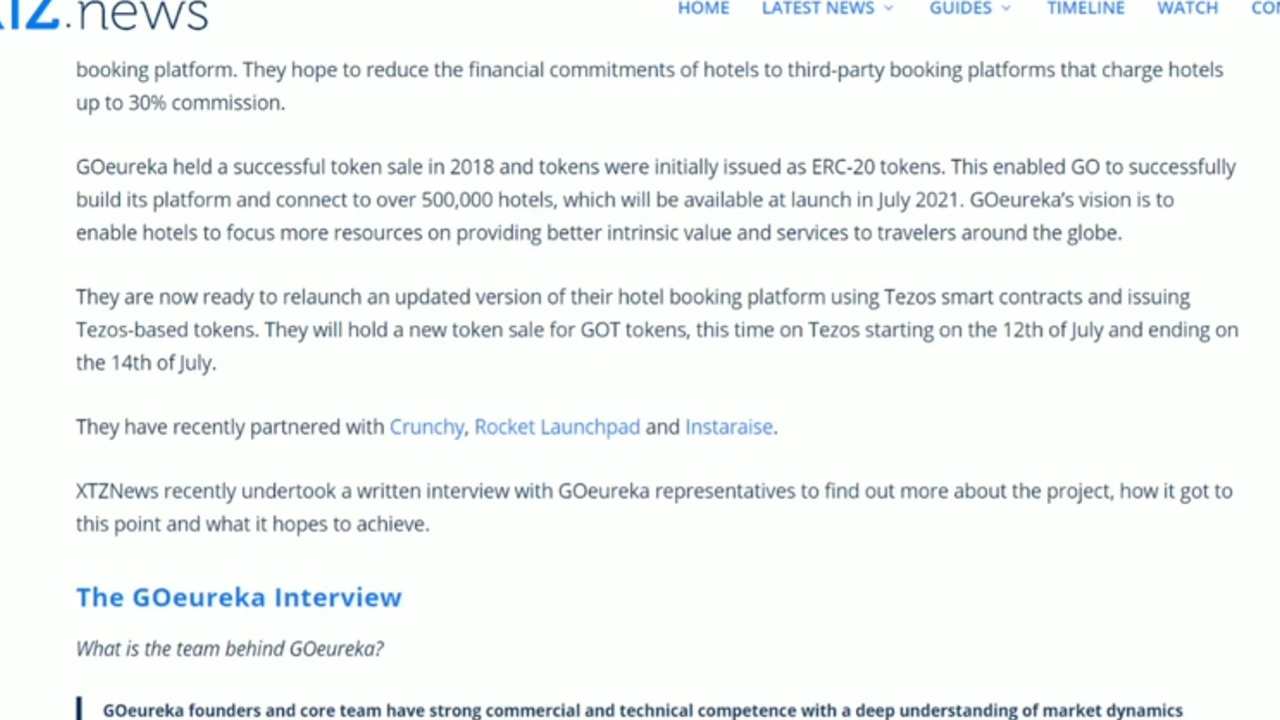 XTZ.news
HOME LATEST NEWS GUIDES TIMELINE WATCH
booking platform. They hope to reduce the financial commitments of hotels to third-party booking platforms that charge hotels
up to 30% commission.
GOeureka held a successful token sale in 2018 and tokens were initially issued as ERC-20 tokens. This enabled GO to successfully
build its platform and connect to over 500,000 hotels, which will be available at launch in July 2021. GOeureka's vision is to
enable hotels to focus more resources on providing better intrinsic value and services to travelers around the globe.
They are now ready to relaunch an updated version of their hotel booking platform using Tezos smart contracts and issuing
Tezos-based tokens. They will hold a new token sale for GOT tokens, this time on Tezos starting on the 12th of July and ending on
the 14th of July.
They have recently partnered with Crunchy, Rocket Launchpad and Instaraise.
XTZNews recently undertook a written interview with GOeureka representatives to find out more about the project, how it got to
this point and what it hopes to achieve.
The GOeureka Interview
What is the team behind GOeureka?
GOeureka founders and core team have strong commercial and technical competence with a deep understanding of market dynamics